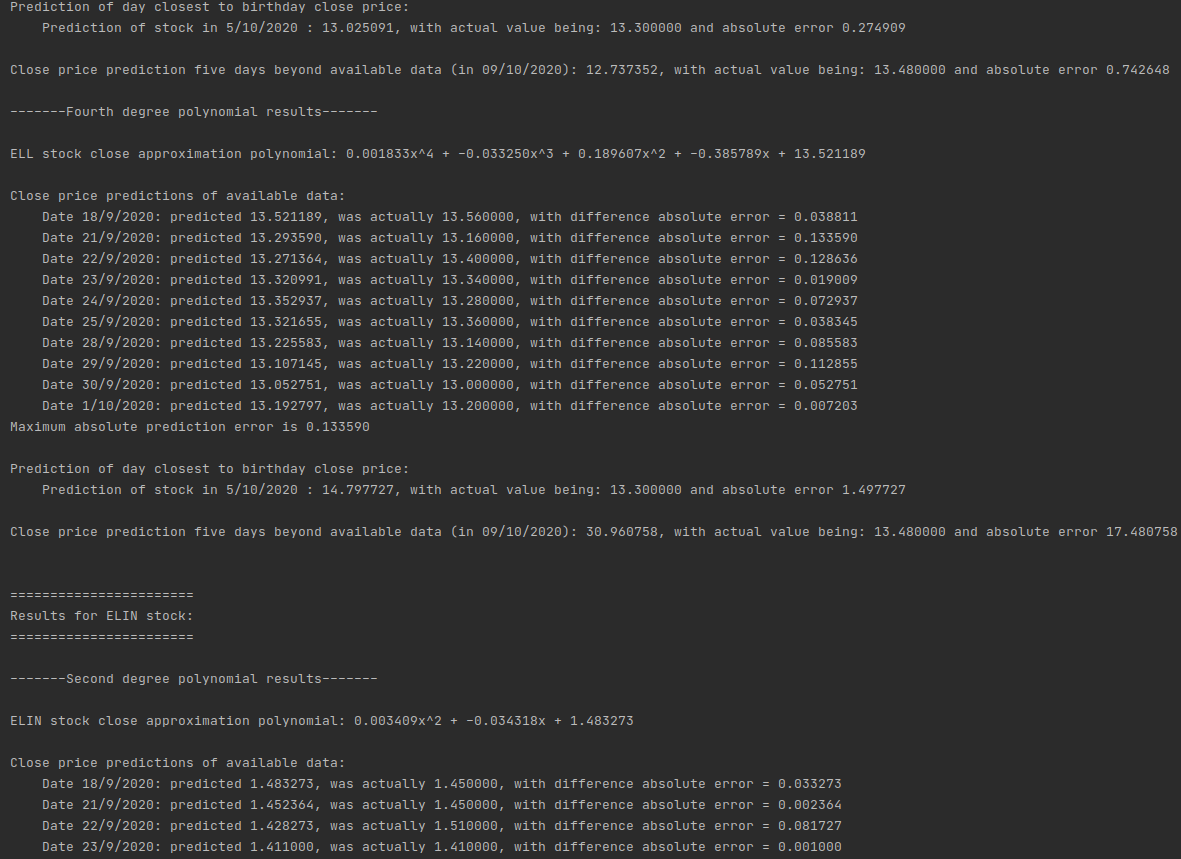 Prediction of day closest to birthday close price:
Prediction of stock in 5/10/2020 : 13.025091, with actual value being: 13.300000 and absolute error 0.274909
Close price prediction five days beyond available data (in 09/10/2020): 12.737352, with actual value being: 13.480000 and absolute error 0.742648
-------Fourth degree polynomial results-------
ELL stock close approximation polynomial: 0.001833x^4 + -0.033250x^3 + 0.189607x^2 + -0.385789x + 13.521189
Close price predictions of available data:
Date 18/9/2020: predicted 13.521189, was actually 13.560000, with difference absolute error = 0.038811
Date 21/9/2020: predicted 13.293590, was actually 13.160000, with difference absolute error = 0.133590
Date 22/9/2020: predicted 13.271364, was actually 13.400000, with difference absolute error = 0.128636
Date 23/9/2020: predicted 13.320991, was actually 13.340000, with difference absolute error = 0.019009
Date 24/9/2020: predicted 13.352937, was actually 13.280000, with difference absolute error = 0.072937
Date 25/9/2020: predicted 13.321655, was actually 13.360000, with difference absolute error = 0.038345
Date 28/9/2020: predicted 13.225583, was actually 13.140000, with difference absolute error = 0.085583
Date 29/9/2020: predicted 13.107145, was actually 13.220000, with difference absolute error = 0.112855
Date 30/9/2020: predicted 13.052751, was actually 13.000000, with difference absolute error = 0.052751
Date 1/10/2020: predicted 13.192797, was actually 13.200000, with difference absolute error = 0.007203
Maximum absolute prediction error is 0.133590
Prediction of day closest to birthday close price:
Prediction of stock in 5/10/2020 : 14.797727, with actual value being: 13.300000 and absolute error 1.497727
Close price prediction five days beyond available data (in 09/10/2020): 30.960758, with actual value being: 13.480000 and absolute error 17.480758
=======================
Results for ELIN stock:
=======================
-------Second degree polynomial results-------
ELIN stock close approximation polynomial: 0.003409x^2 + -0.034318x + 1.483273
Close price predictions of available data:
Date 18/9/2020: predicted 1.483273, was actually 1.450000, with difference absolute error = 0.033273
Date 21/9/2020: predicted 1.452364, was actually 1.450000, with difference absolute error = 0.002364
Date 22/9/2020: predicted 1.428273, was actually 1.510000, with difference absolute error = 0.081727
Date 23/9/2020: predicted 1.411000, was actually 1.410000, with difference absolute error = 0.001000